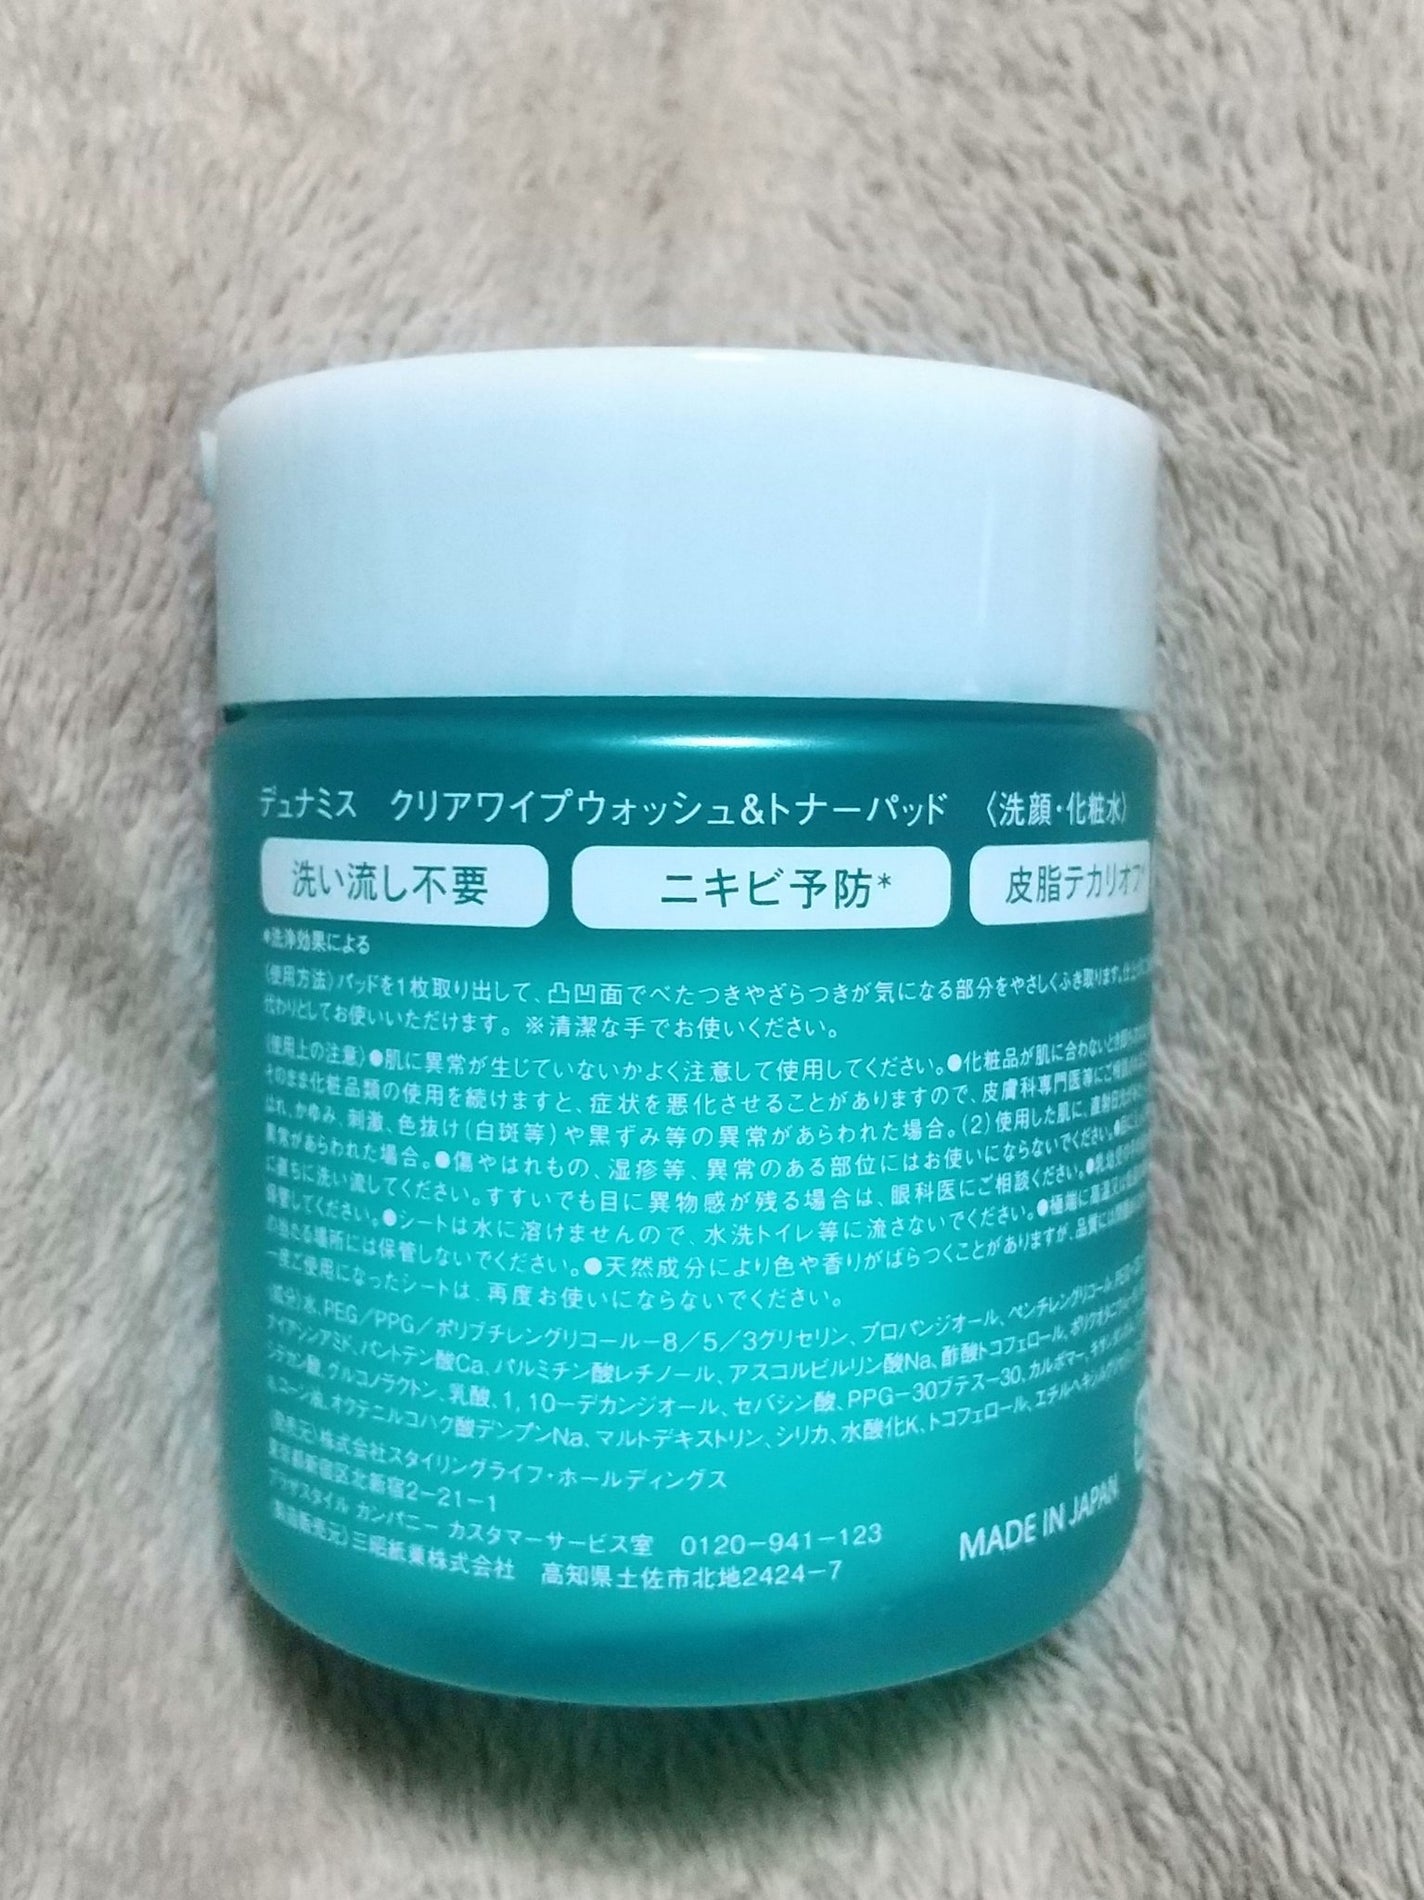 デュナミス　クリアワイプウォッシュ&トナーパッド　〈洗顔・化粧水〉
洗い流し不要　ニキビ予防*　皮脂テカリオフ
*洗浄効果による
〈使用方法〉パッドを1枚取り出して、凸凹面でべたつきやざらつきが気になる部分をやさしくふき取ります。
代わりとしてお使いいただけます。※清潔な手でお使いください。
〈使用上の注意〉●肌に異常が生じていないかよく注意して使用してください。●化粧品が肌に合わないとき
そのまま化粧品類の使用を続けますと、症状を悪化させることがありますので、皮膚科専門医等にご相談
はれ、かゆみ、刺激、色抜け(白斑等)や黒ずみ等の異常があらわれた場合。(2)使用した肌に、直射日光
異常があらわれた場合。●傷やはれもの、湿疹等、異常のある部位にはお使いにならないでください。
に直ちに洗い流してください。すすいでも目に異物感が残る場合は、眼科医にご相談ください。
保管してください。●シートは水に溶けませんので、水洗トイレ等に流さないでください。●極端に高温又は
の当たる場所には保管しないでください。●天然成分により色や香りがばらつくことがありますが、品質には
一度ご使用になったシートは、再度お使いにならないでください。
〈成分〉水、PEG/PPG/ポリブチレングリコール-8/5/3グリセリン、プロパンジオール、ペンチレングリコール、
ナイアシンアミド、パントテン酸Ca、パルミチン酸レチノール、アスコルビルリン酸Na、酢酸トコフェロール、
グルコノラクトン、乳酸、1,10-デカンジオール、セバシン酸、PPG-30ブテス-30、カルボマー、
コーン油、オクテニルコハク酸デンプンNa、マルトデキストリン、シリカ、水酸化K、トコフェロール、
〈発売元〉株式会社スタイリングライフ・ホールディングス
東京都新宿区北新宿2-21-1
プラザスタイル カンパニー カスタマーサービス室　0120-941-123
〈製造販売元〉三昭紙業株式会社　高知県土佐市北地2424-7
MADE IN JAPAN